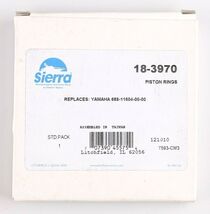 Sierra
18-3970
PISTON RINGS
REPLACES: YAMAHA 688-11604-00-00
ASSEMBLED IN TAIWAN
STD.PACK
1
121010
Litchfield, IL 62056